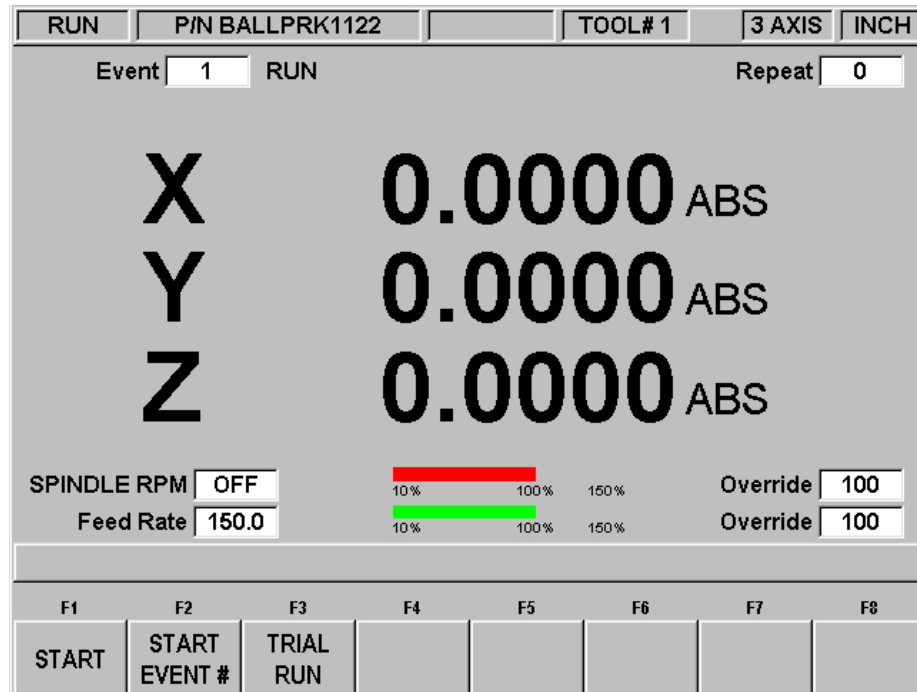 RUN P/N BALLPRK1122 TOOL# 1 3 AXIS INCH
Event 1 RUN Repeat 0
X 0.0000 ABS
Y 0.0000 ABS
Z 0.0000 ABS
SPINDLE RPM OFF 10% 100% 150% Override 100
Feed Rate 150.0 10% 100% 150% Override 100
F1 F2 F3 F4 F5 F6 F7 F8
START START EVENT # TRIAL RUN